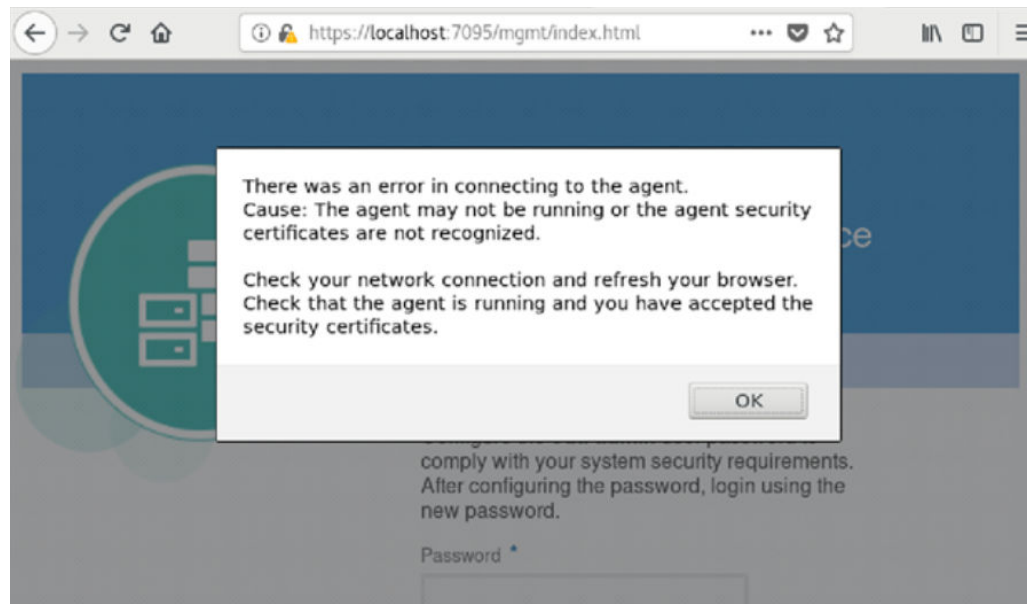 https://localhost:7095/mgmt/index.html
There was an error in connecting to the agent.
Cause: The agent may not be running or the agent security
certificates are not recognized.
Check your network connection and refresh your browser.
Check that the agent is running and you have accepted the
security certificates.
OK
comply with your system security requirements.
After configuring the password, login using the
new password.
Password *